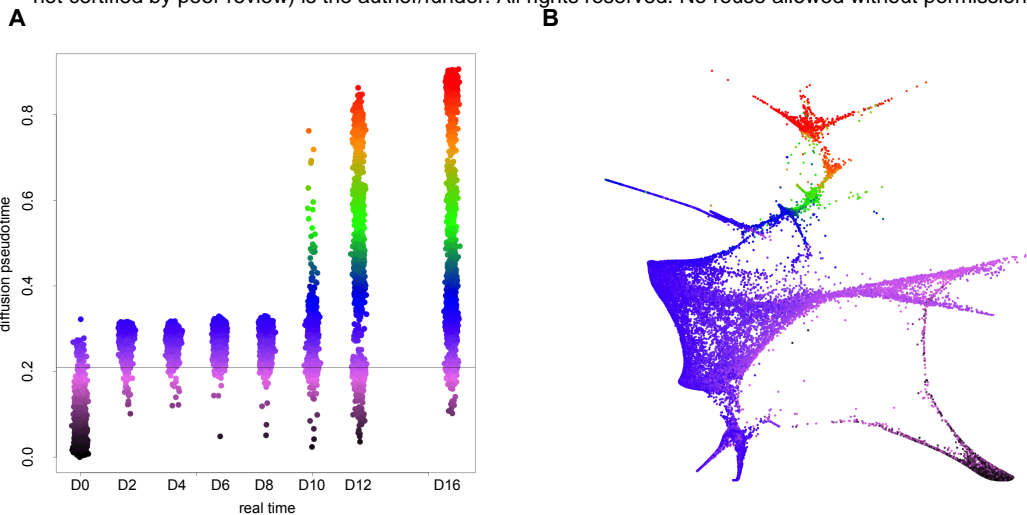 not certified by peer review) is the author/funder. All rights reserved. No reuse allowed without permission
A
B
diffusion pseudotime
0.8
0.6
0.4
0.2
0.0
D0 D2 D4 D6 D8 D10 D12 D16
real time